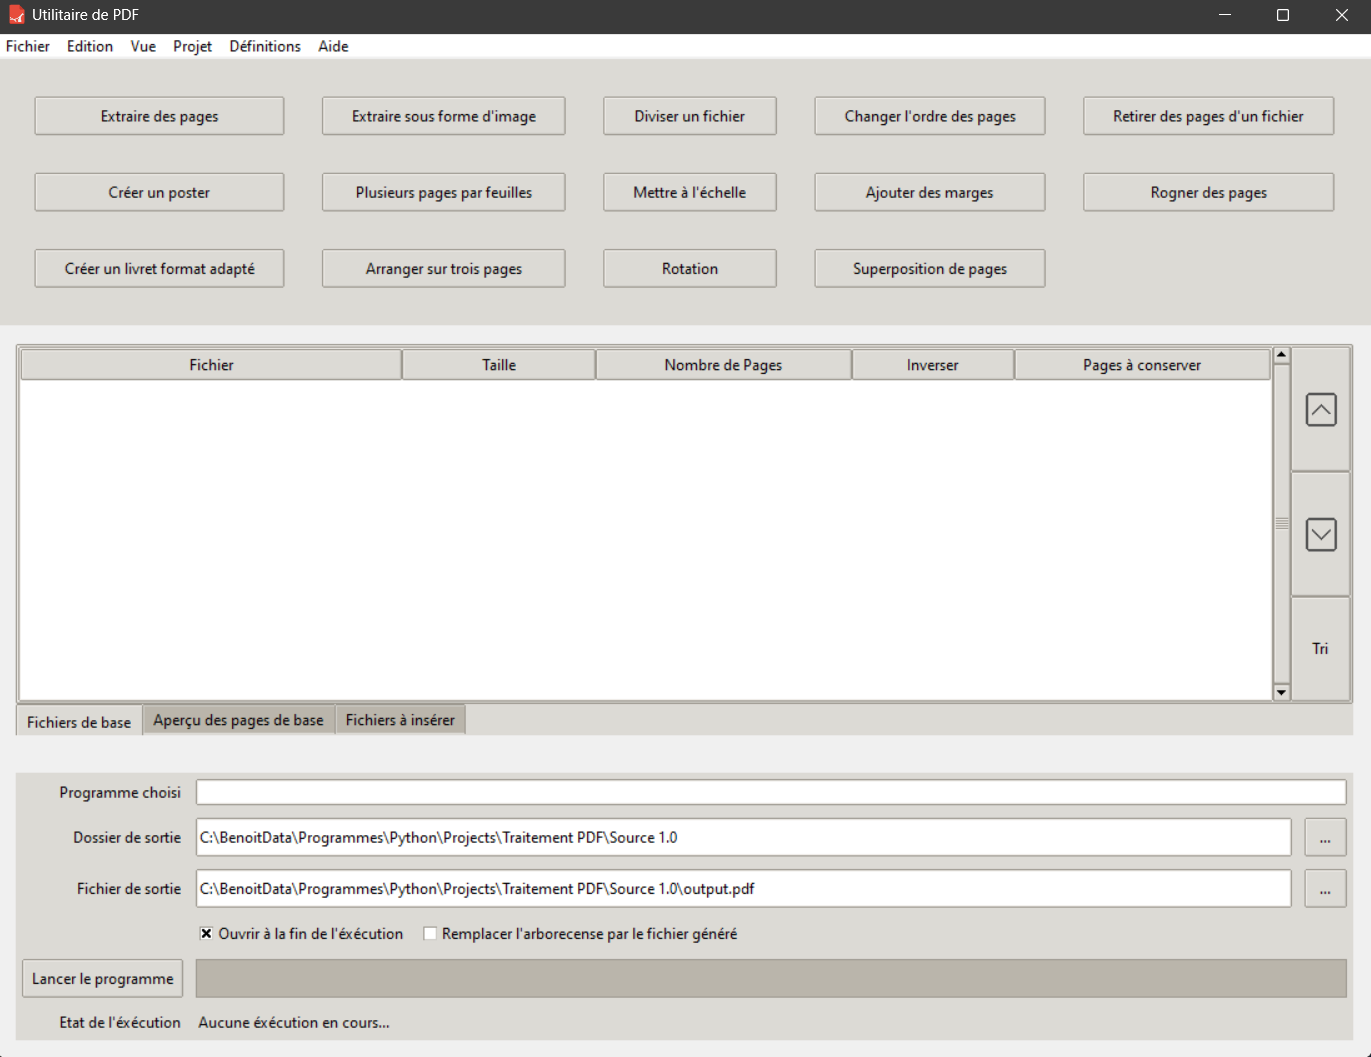 Utilitaire de PDF
Fichier Edition Vue Projet Définitions Aide
Extraire des pages Extraire sous forme d'image Diviser un fichier Changer l'ordre des pages Retirer des pages d'un fichier
Créer un poster Plusieurs pages par feuilles Mettre à l'échelle Ajouter des marges Rogner des pages
Créer un livret format adapté Arranger sur trois pages Rotation Superposition de pages
Fichier Taille Nombre de Pages Inverser Pages à conserver
Tri
Fichiers de base Aperçu des pages de base Fichiers à insérer
Programme choisi
Dossier de sortie C:\BenoitData\Programmes\Python\Projects\Traitement PDF\Source 1.0 ...
Fichier de sortie C:\BenoitData\Programmes\Python\Projects\Traitement PDF\Source 1.0\output.pdf ...
Ouvrir à la fin de l'éxécution Remplacer l'arborecense par le fichier généré
Lancer le programme
Etat de l'éxécution Aucune éxécution en cours...